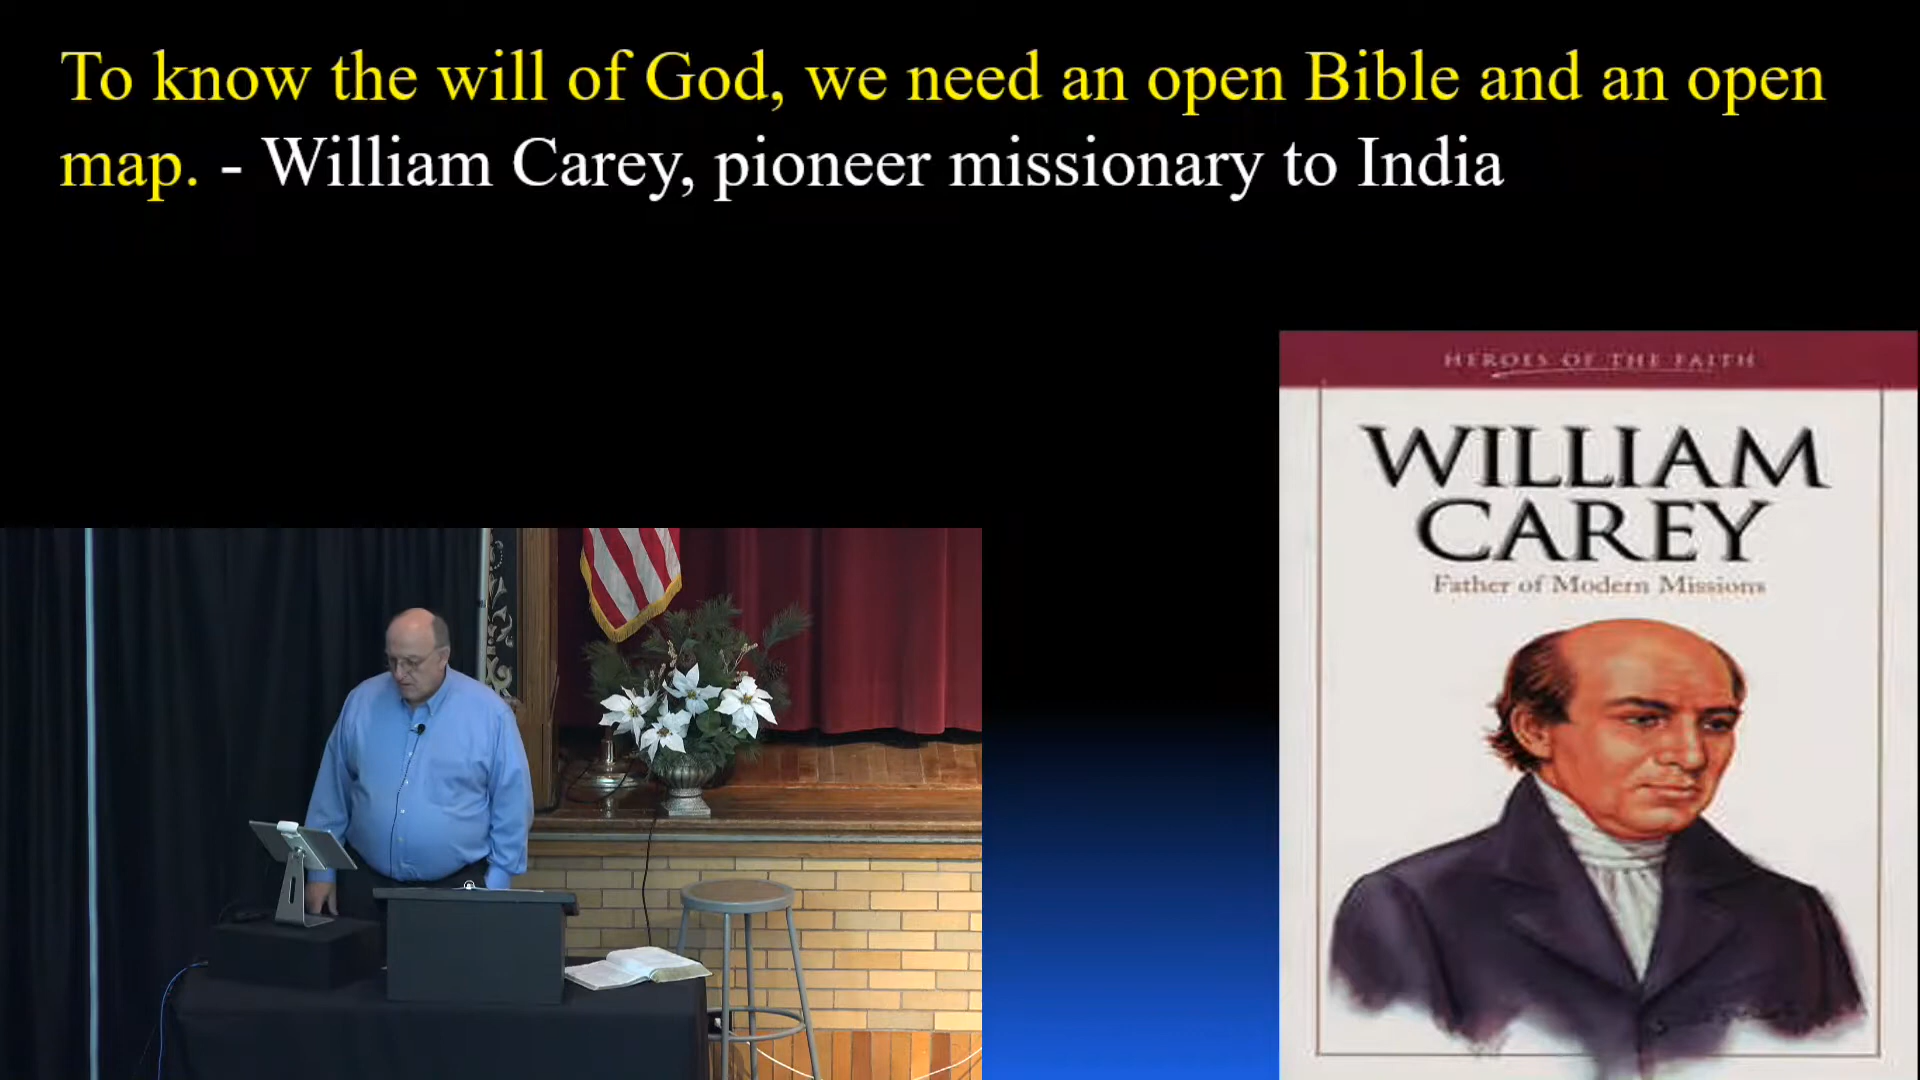 To know the will of God, we need an open Bible and an open
map. - William Carey, pioneer missionary to India
HEROES OF THE FAITH
WILLIAM
CAREY
Father of Modern Missions